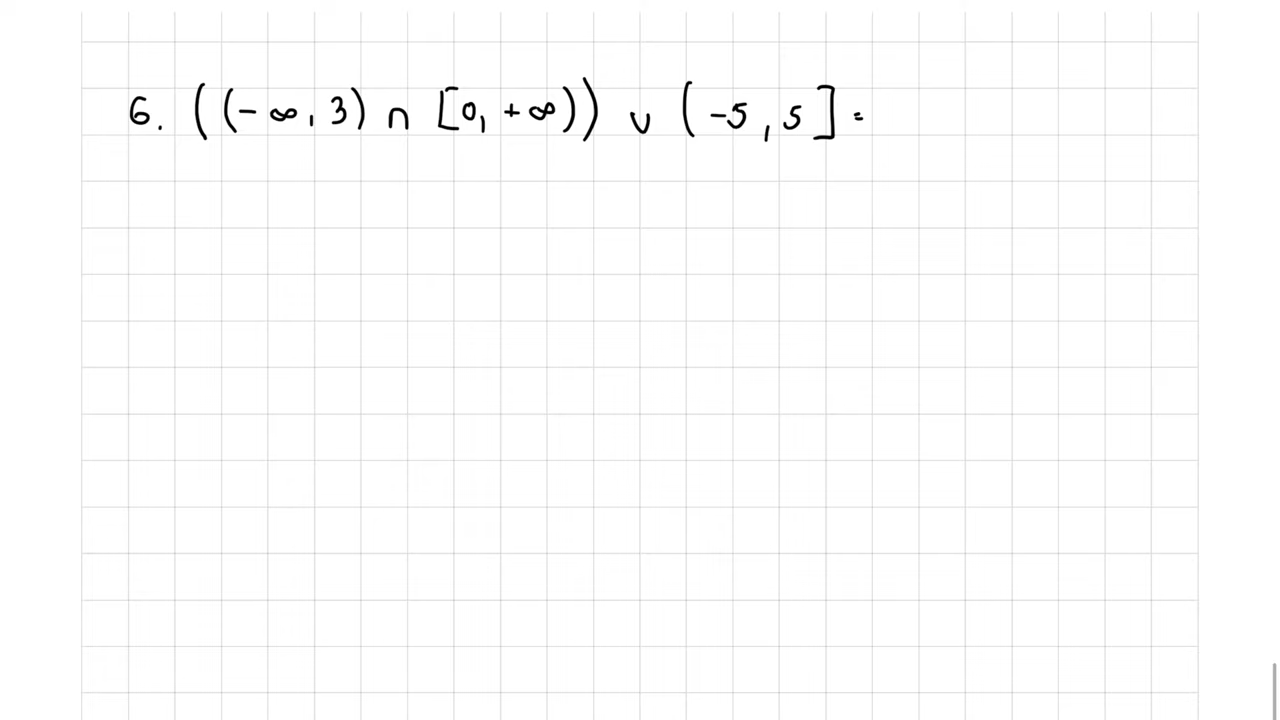 6. ((-∞, 3) ∩ [0, +∞)) ∪ (-5, 5] =